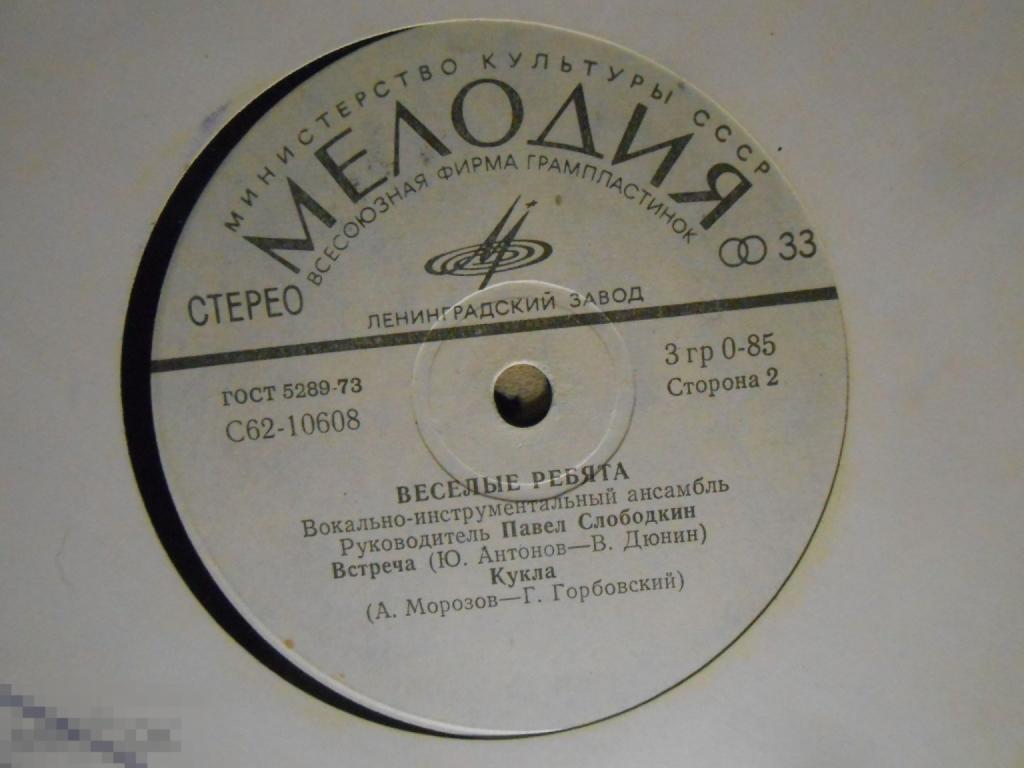 МИНИСТЕРСТВО КУЛЬТУРЫ СССР
МЕЛОДИЯ
ВСЕСОЮЗНАЯ ФИРМА ГРАМПЛАСТИНОК
СТЕРЕО
33
ЛЕНИНГРАДСКИЙ ЗАВОД
ГОСТ 5289-73
3 гр 0-85
С62-10608
Сторона 2
ВЕСЕЛЫЕ РЕБЯТА
Вокально-инструментальный ансамбль
Руководитель Павел Слободкин
Встреча (Ю. Антонов—В. Дюнин)
Кукла
(А. Морозов—Г. Горбовский)